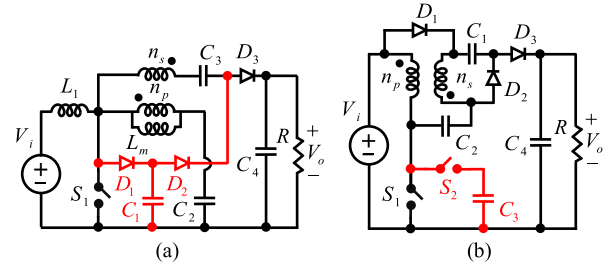 n_s
C_3
D_3
n_p
L_1
L_m
V_i
D_1
D_2
S_1
C_1
C_2
C_4
R
+
V_o
−
(a)
D_1
C_1
D_3
n_p
n_s
D_2
V_i
C_2
C_4
R
+
V_o
−
S_1
S_2
C_3
(b)